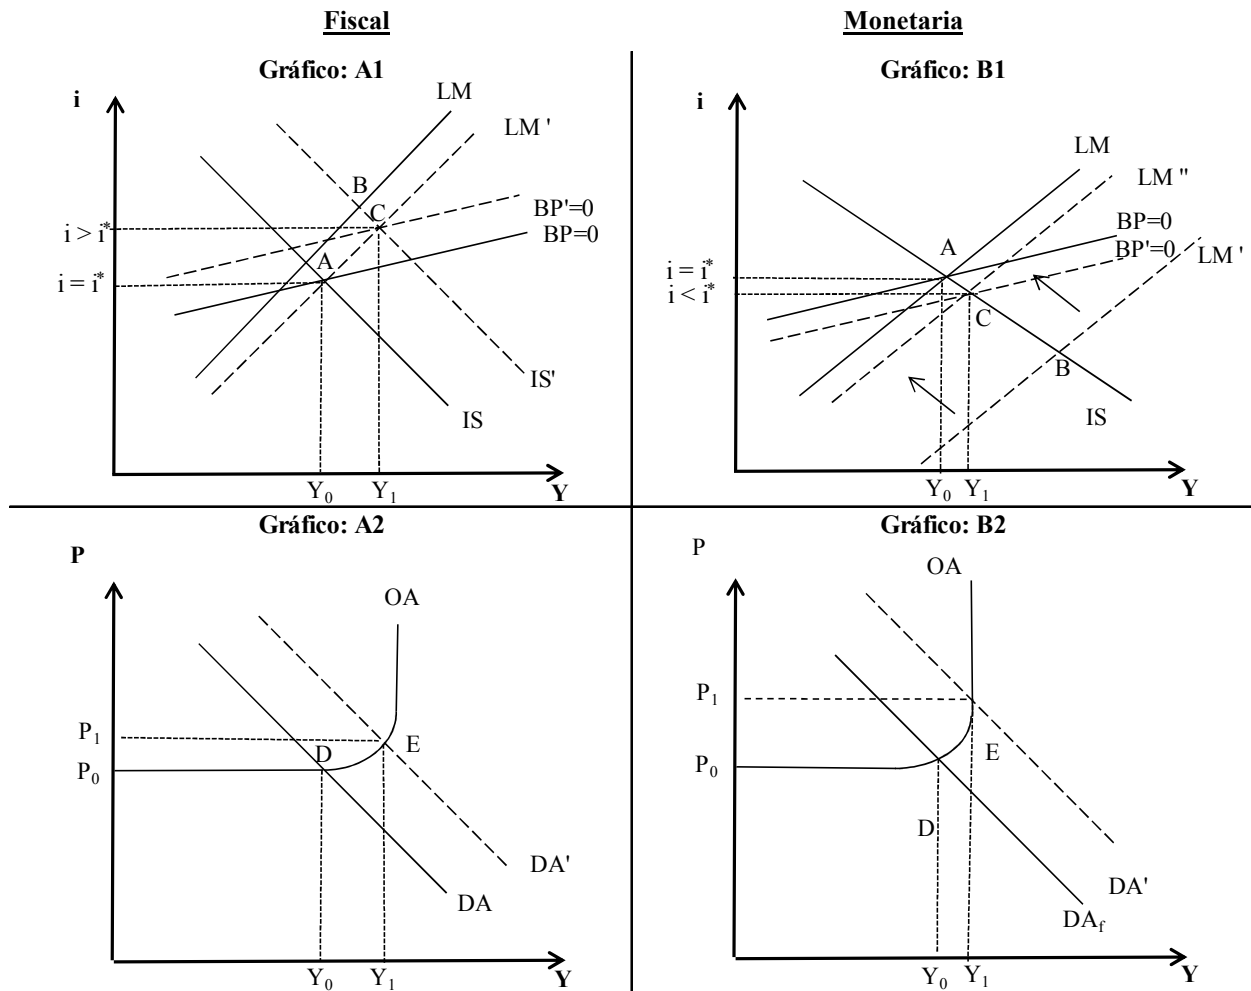 Fiscal
Monetaria
Gráfico: A1
i
LM
LM '
B
C
BP'=0
BP=0
i > i*
A
i = i*
IS'
IS
Y0
Y1
Y
Gráfico: B1
i
LM
LM "
A
BP=0
BP'=0
LM '
i = i*
i < i*
C
B
IS
Y0
Y1
Y
Gráfico: A2
P
OA
P1
D
E
P0
DA'
DA
Y0
Y1
Y
Gráfico: B2
P
OA
P1
P0
E
D
DA'
DAf
Y0
Y1
Y